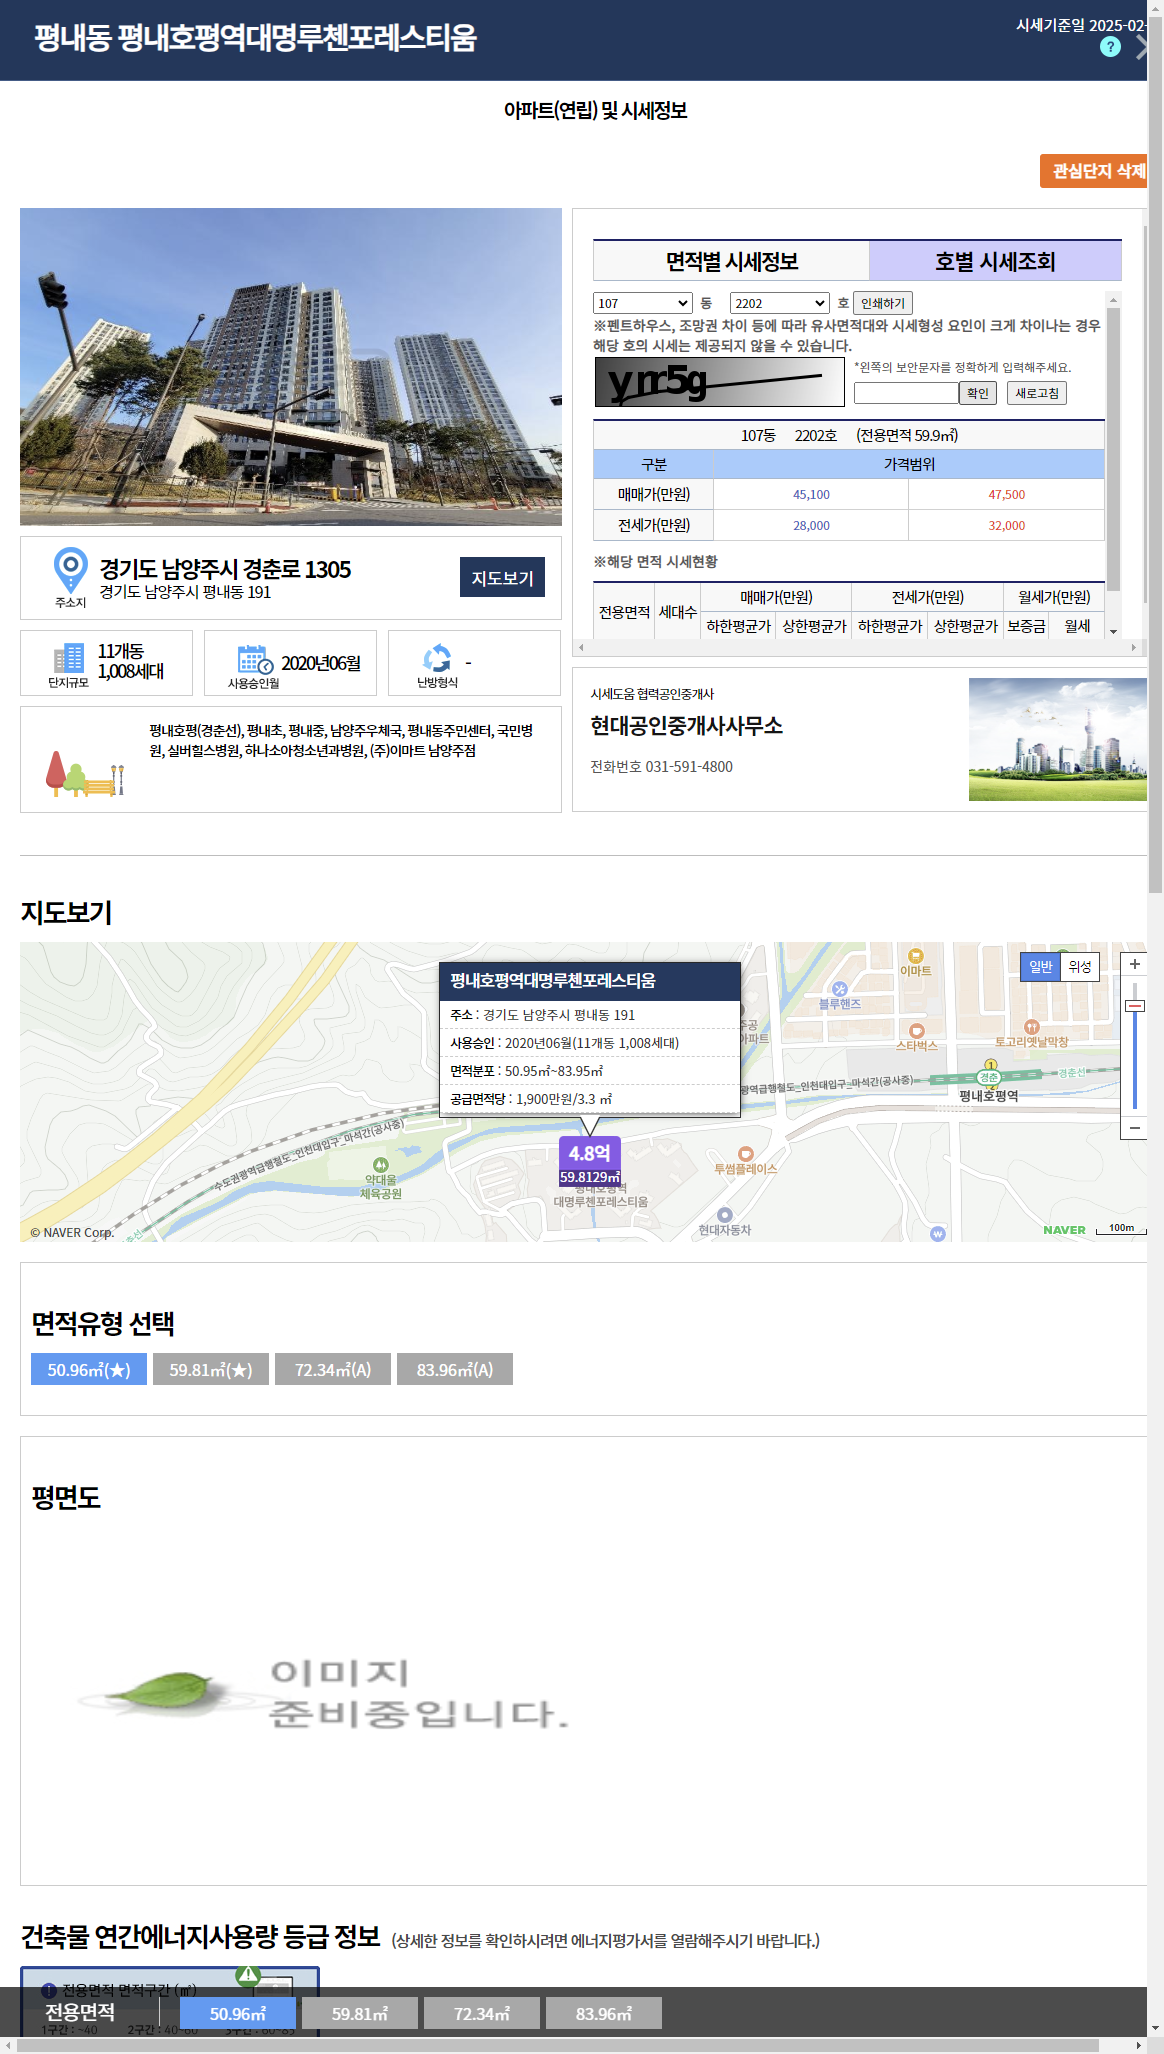 평내동 평내호평역대명루첸포레스티움
시세기준일 2025-02-
?
아파트(연립) 및 시세정보
관심단지 삭제
면적별 시세정보 호별 시세조회
107 동 2202 호 인쇄하기
※펜트하우스, 조망권 차이 등에 따라 유사면적대와 시세형성 요인이 크게 차이나는 경우
해당 호의 시세는 제공되지 않을 수 있습니다.
*왼쪽의 보안문자를 정확하게 입력해주세요.
확인 새로고침
107동 2202호 (전용면적 59.9㎡)
구분 가격범위
매매가(만원) 45,100 47,500
전세가(만원) 28,000 32,000
※해당 면적 시세현황
전용면적 세대수 매매가(만원) 전세가(만원) 월세가(만원)
하한평균가 상한평균가 하한평균가 상한평균가 보증금 월세
주소지
경기도 남양주시 경춘로 1305
경기도 남양주시 평내동 191
지도보기
단지규모
11개동
1,008세대
사용승인월
2020년06월
난방형식
-
평내호평(경춘선), 평내초, 평내중, 남양주우체국, 평내동주민센터, 국민병
원, 실버힐스병원, 하나소아청소년과병원, (주)이마트 남양주점
시세도움 협력공인중개사
현대공인중개사사무소
전화번호 031-591-4800
지도보기
평내호평역대명루첸포레스티움
주소 : 경기도 남양주시 평내동 191
사용승인 : 2020년06월(11개동 1,008세대)
면적분포 : 50.95㎡~83.95㎡
공급면적당 : 1,900만원/3.3 ㎡
4.8억
59.8129㎡
평내호평역
대명루첸포레스티움
이마트
블루핸즈
스타벅스
토고리옛날막창
일반 위성
+
−
주공
아파트
광역급행철도_인천대입구_마석간(공사중)
경춘선
1
경춘
2
평내호평역
수도권광역급행철도_인천대입구_마석간(공사중)
약대울
체육공원
투썸플레이스
현대자동차
© NAVER Corp.
NAVER
100m
면적유형 선택
50.96㎡(★) 59.81㎡(★) 72.34㎡(A) 83.96㎡(A)
평면도
이미지
준비중입니다.
건축물 연간에너지사용량 등급 정보 (상세한 정보를 확인하시려면 에너지평가서를 열람해주시기 바랍니다.)
전용면적 면적구간 (㎡)
1구간 : ~40 2구간 : 40~60 3구간 : 60~85
전용면적 50.96㎡ 59.81㎡ 72.34㎡ 83.96㎡